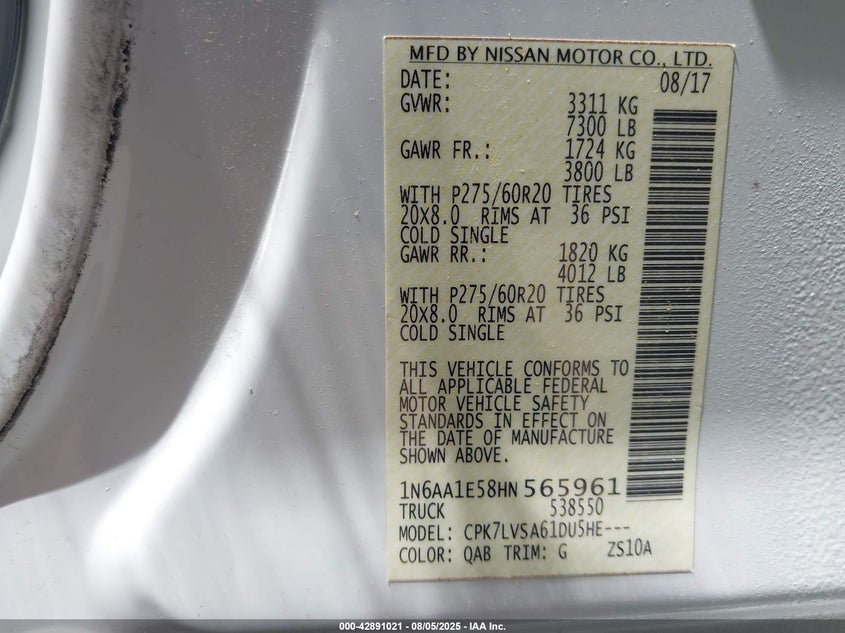 MFD BY NISSAN MOTOR CO., LTD.
DATE: 08/17
GVWR: 3311 KG
7300 LB
GAWR FR.: 1724 KG
3800 LB
WITH P275/60R20 TIRES
20X8.0 RIMS AT 36 PSI
COLD SINGLE
GAWR RR.: 1820 KG
4012 LB
WITH P275/60R20 TIRES
20X8.0 RIMS AT 36 PSI
COLD SINGLE
THIS VEHICLE CONFORMS TO
ALL APPLICABLE FEDERAL
MOTOR VEHICLE SAFETY
STANDARDS IN EFFECT ON
THE DATE OF MANUFACTURE
SHOWN ABOVE.
1N6AA1E58HN565961
TRUCK 538550
MODEL: CPK7LVSA61DU5HE---
COLOR: QAB TRIM: G ZS10A
000-42891021 - 08/05/2025 - IAA Inc.